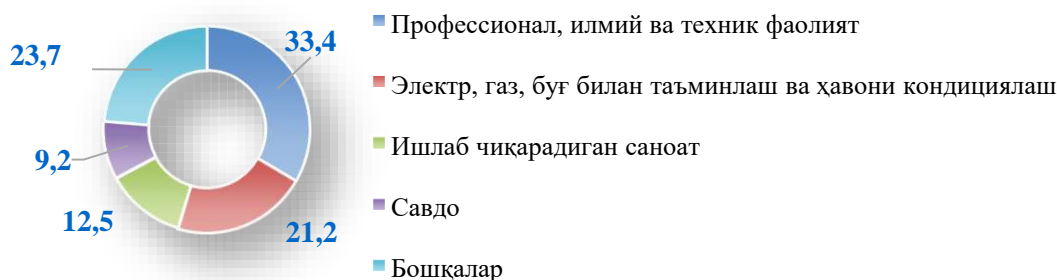 33,4
23,7
9,2
12,5
21,2
Профессионал, илмий ва техник фаолият
Электр, газ, буғ билан таъминлаш ва ҳавони кондициялаш
Ишлаб чиқарадиган саноат
Савдо
Бошқалар